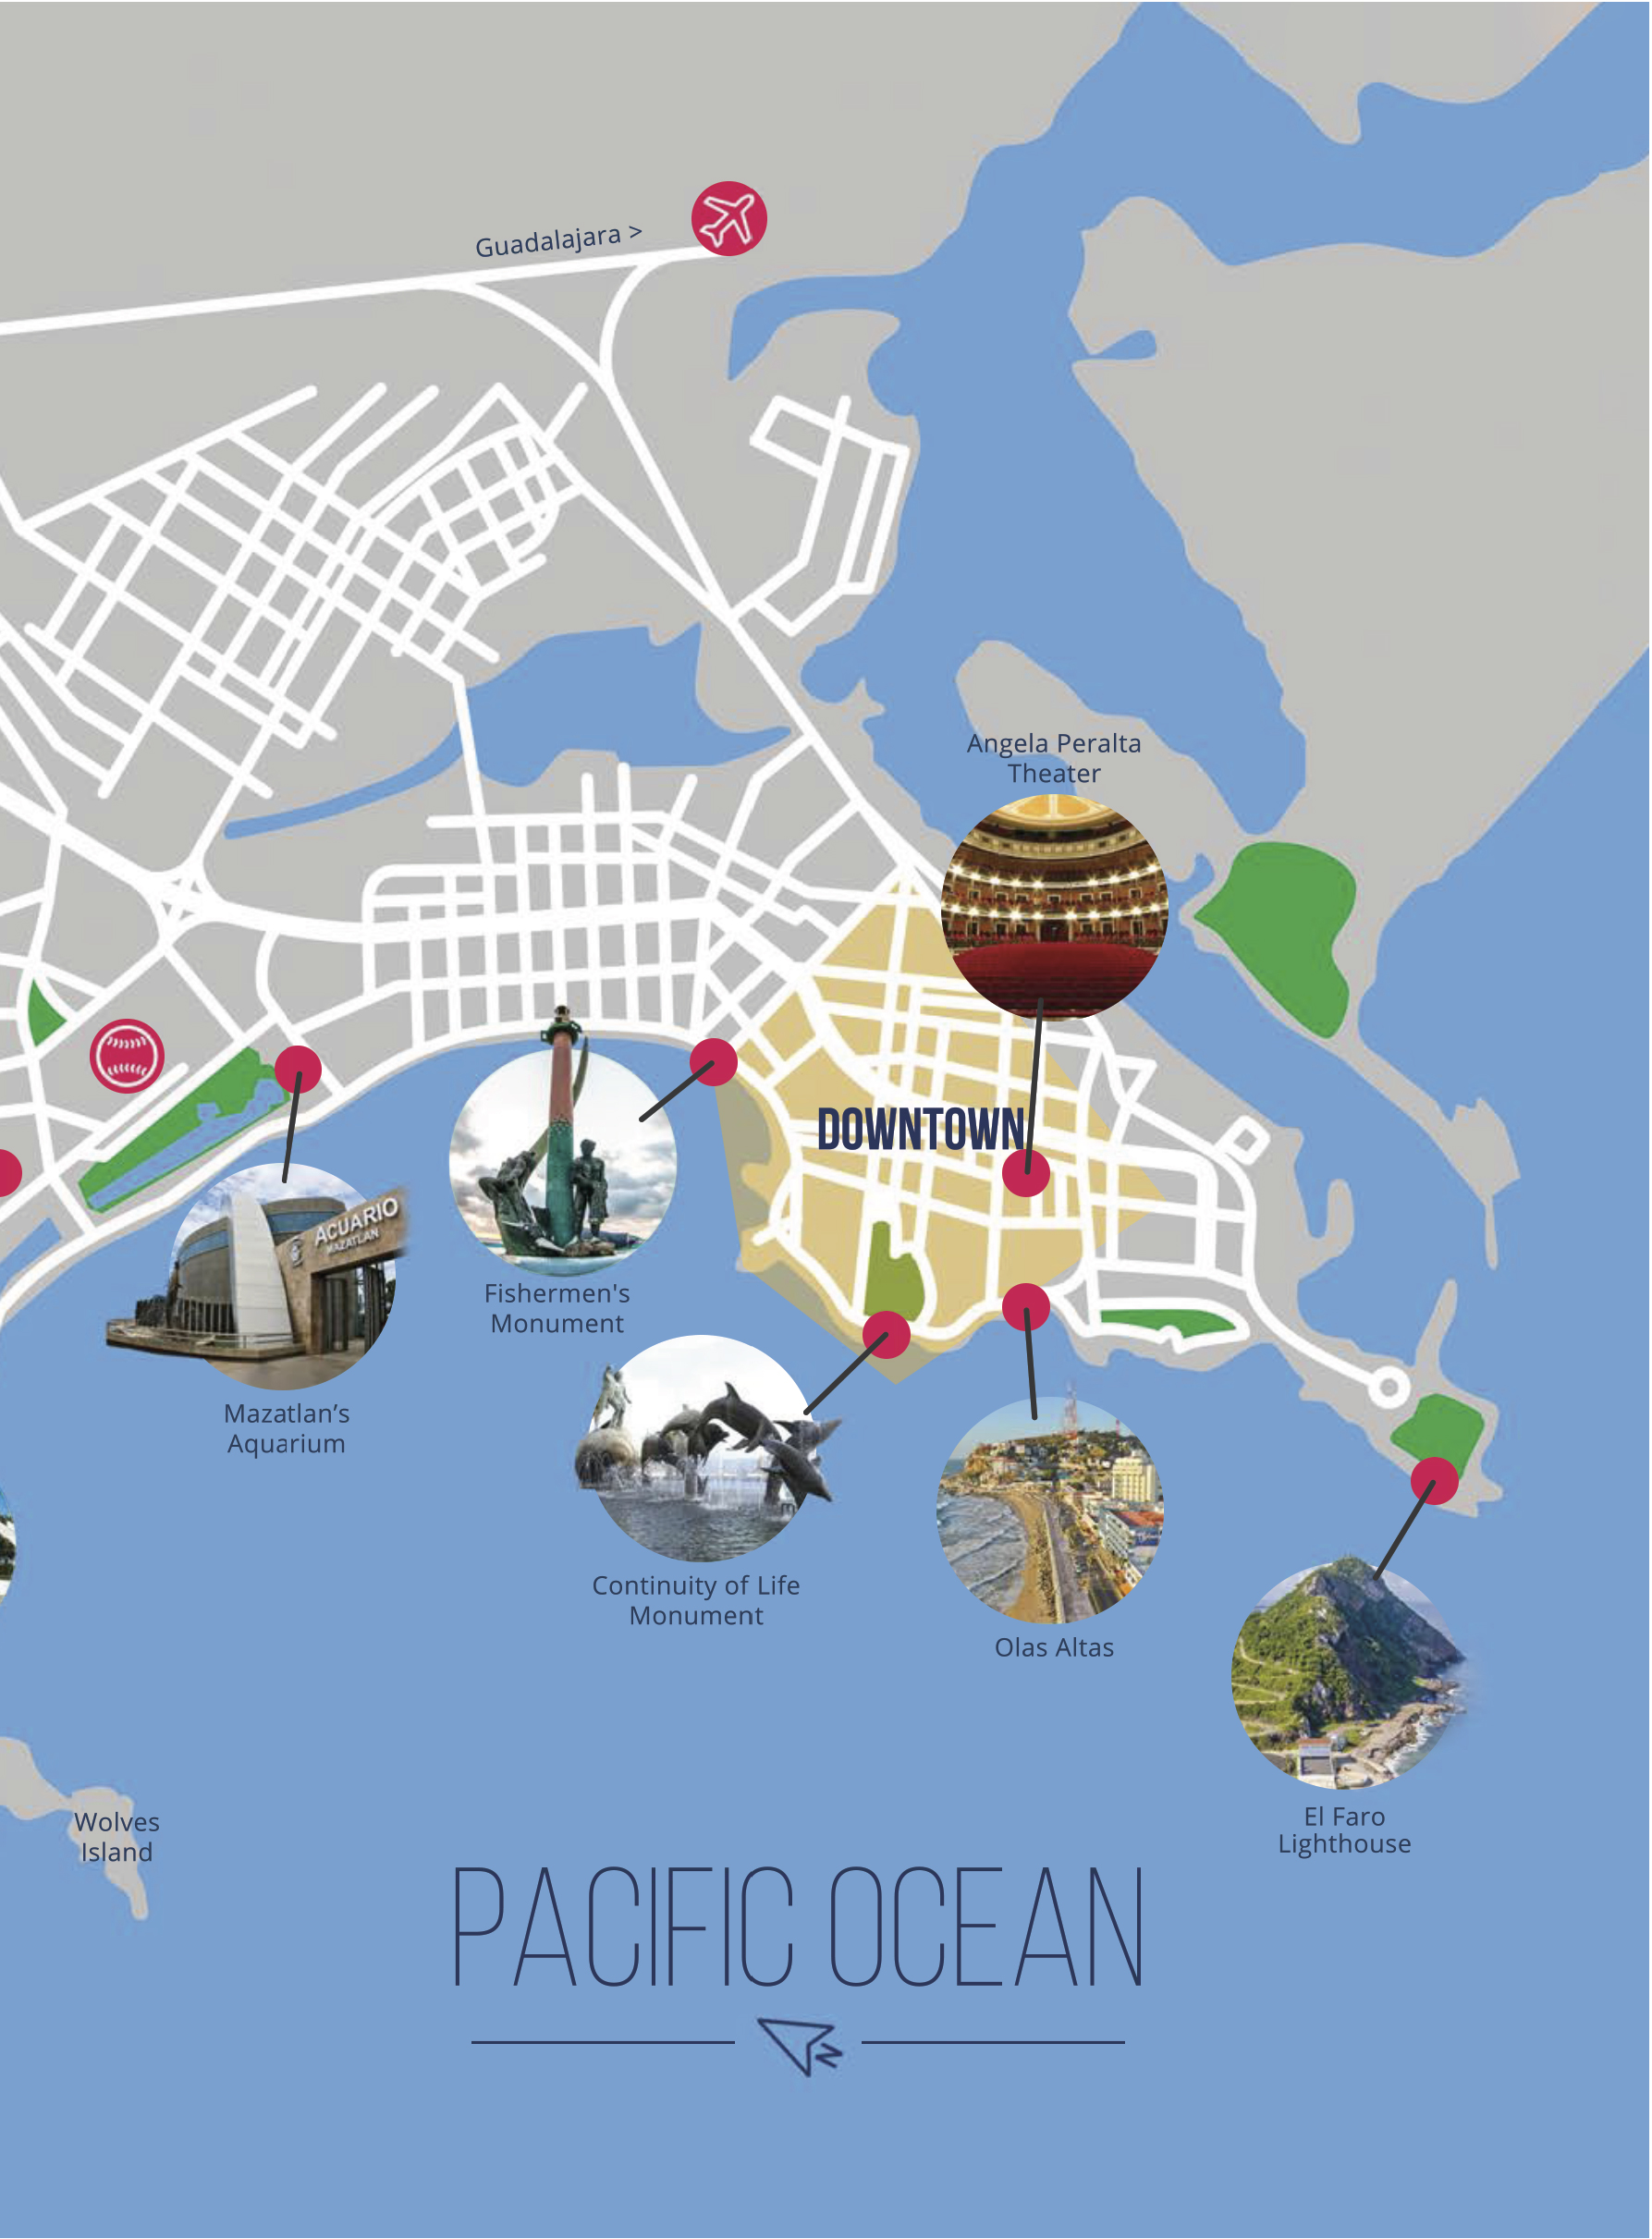 Guadalajara >
Angela Peralta
Theater
DOWNTOWN
ACUARIO
MAZATLAN
Fishermen's
Monument
Mazatlan’s
Aquarium
Continuity of Life
Monument
Olas Altas
El Faro
Lighthouse
Wolves
Island
PACIFIC OCEAN
N